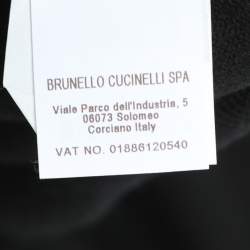 BRUNELLO CUCINELLI SPA
Viale Parco dell'Industria, 5
06073 Solomeo
Corciano Italy
VAT NO. 01886120540